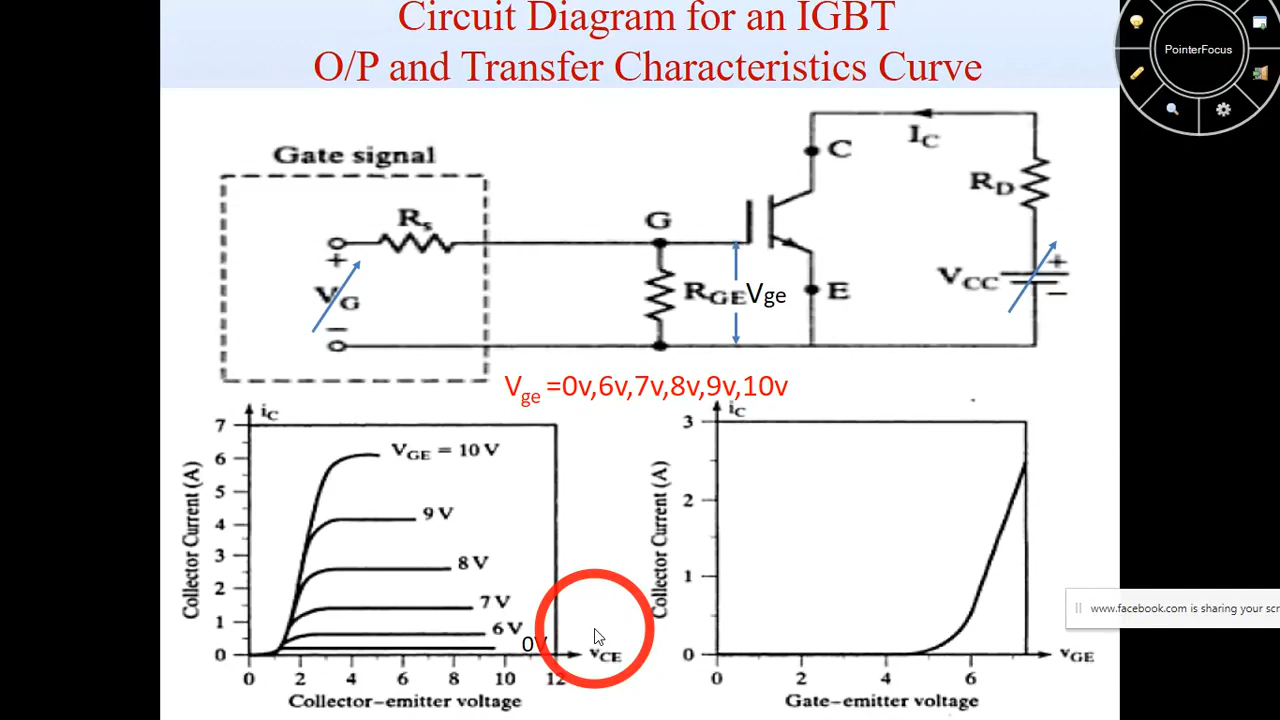 Circuit Diagram for an IGBT
O/P and Transfer Characteristics Curve
PointerFocus
Gate signal
Rs
+
VG
−
G
RGE
Vge
C
E
IC
RD
VCC
+
−
Vge =0v,6v,7v,8v,9v,10v
iC
Collector Current (A)
7
6
5
4
3
2
1
0
VGE = 10 V
9 V
8 V
7 V
6 V
0V
0 2 4 6 8 10 12
vCE
Collector–emitter voltage
iC
Collector Current (A)
3
2
1
0
0 2 4 6
vGE
Gate–emitter voltage
www.facebook.com is sharing your scr